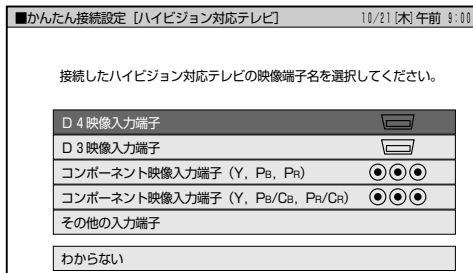 ■かんたん接続設定［ハイビジョン対応テレビ］ 10/21［木］午前 9:00
接続したハイビジョン対応テレビの映像端子名を選択してください。
D4映像入力端子
D3映像入力端子
コンポーネント映像入力端子（Y，PB，PR）
コンポーネント映像入力端子（Y，PB/CB，PR/CR）
その他の入力端子
わからない